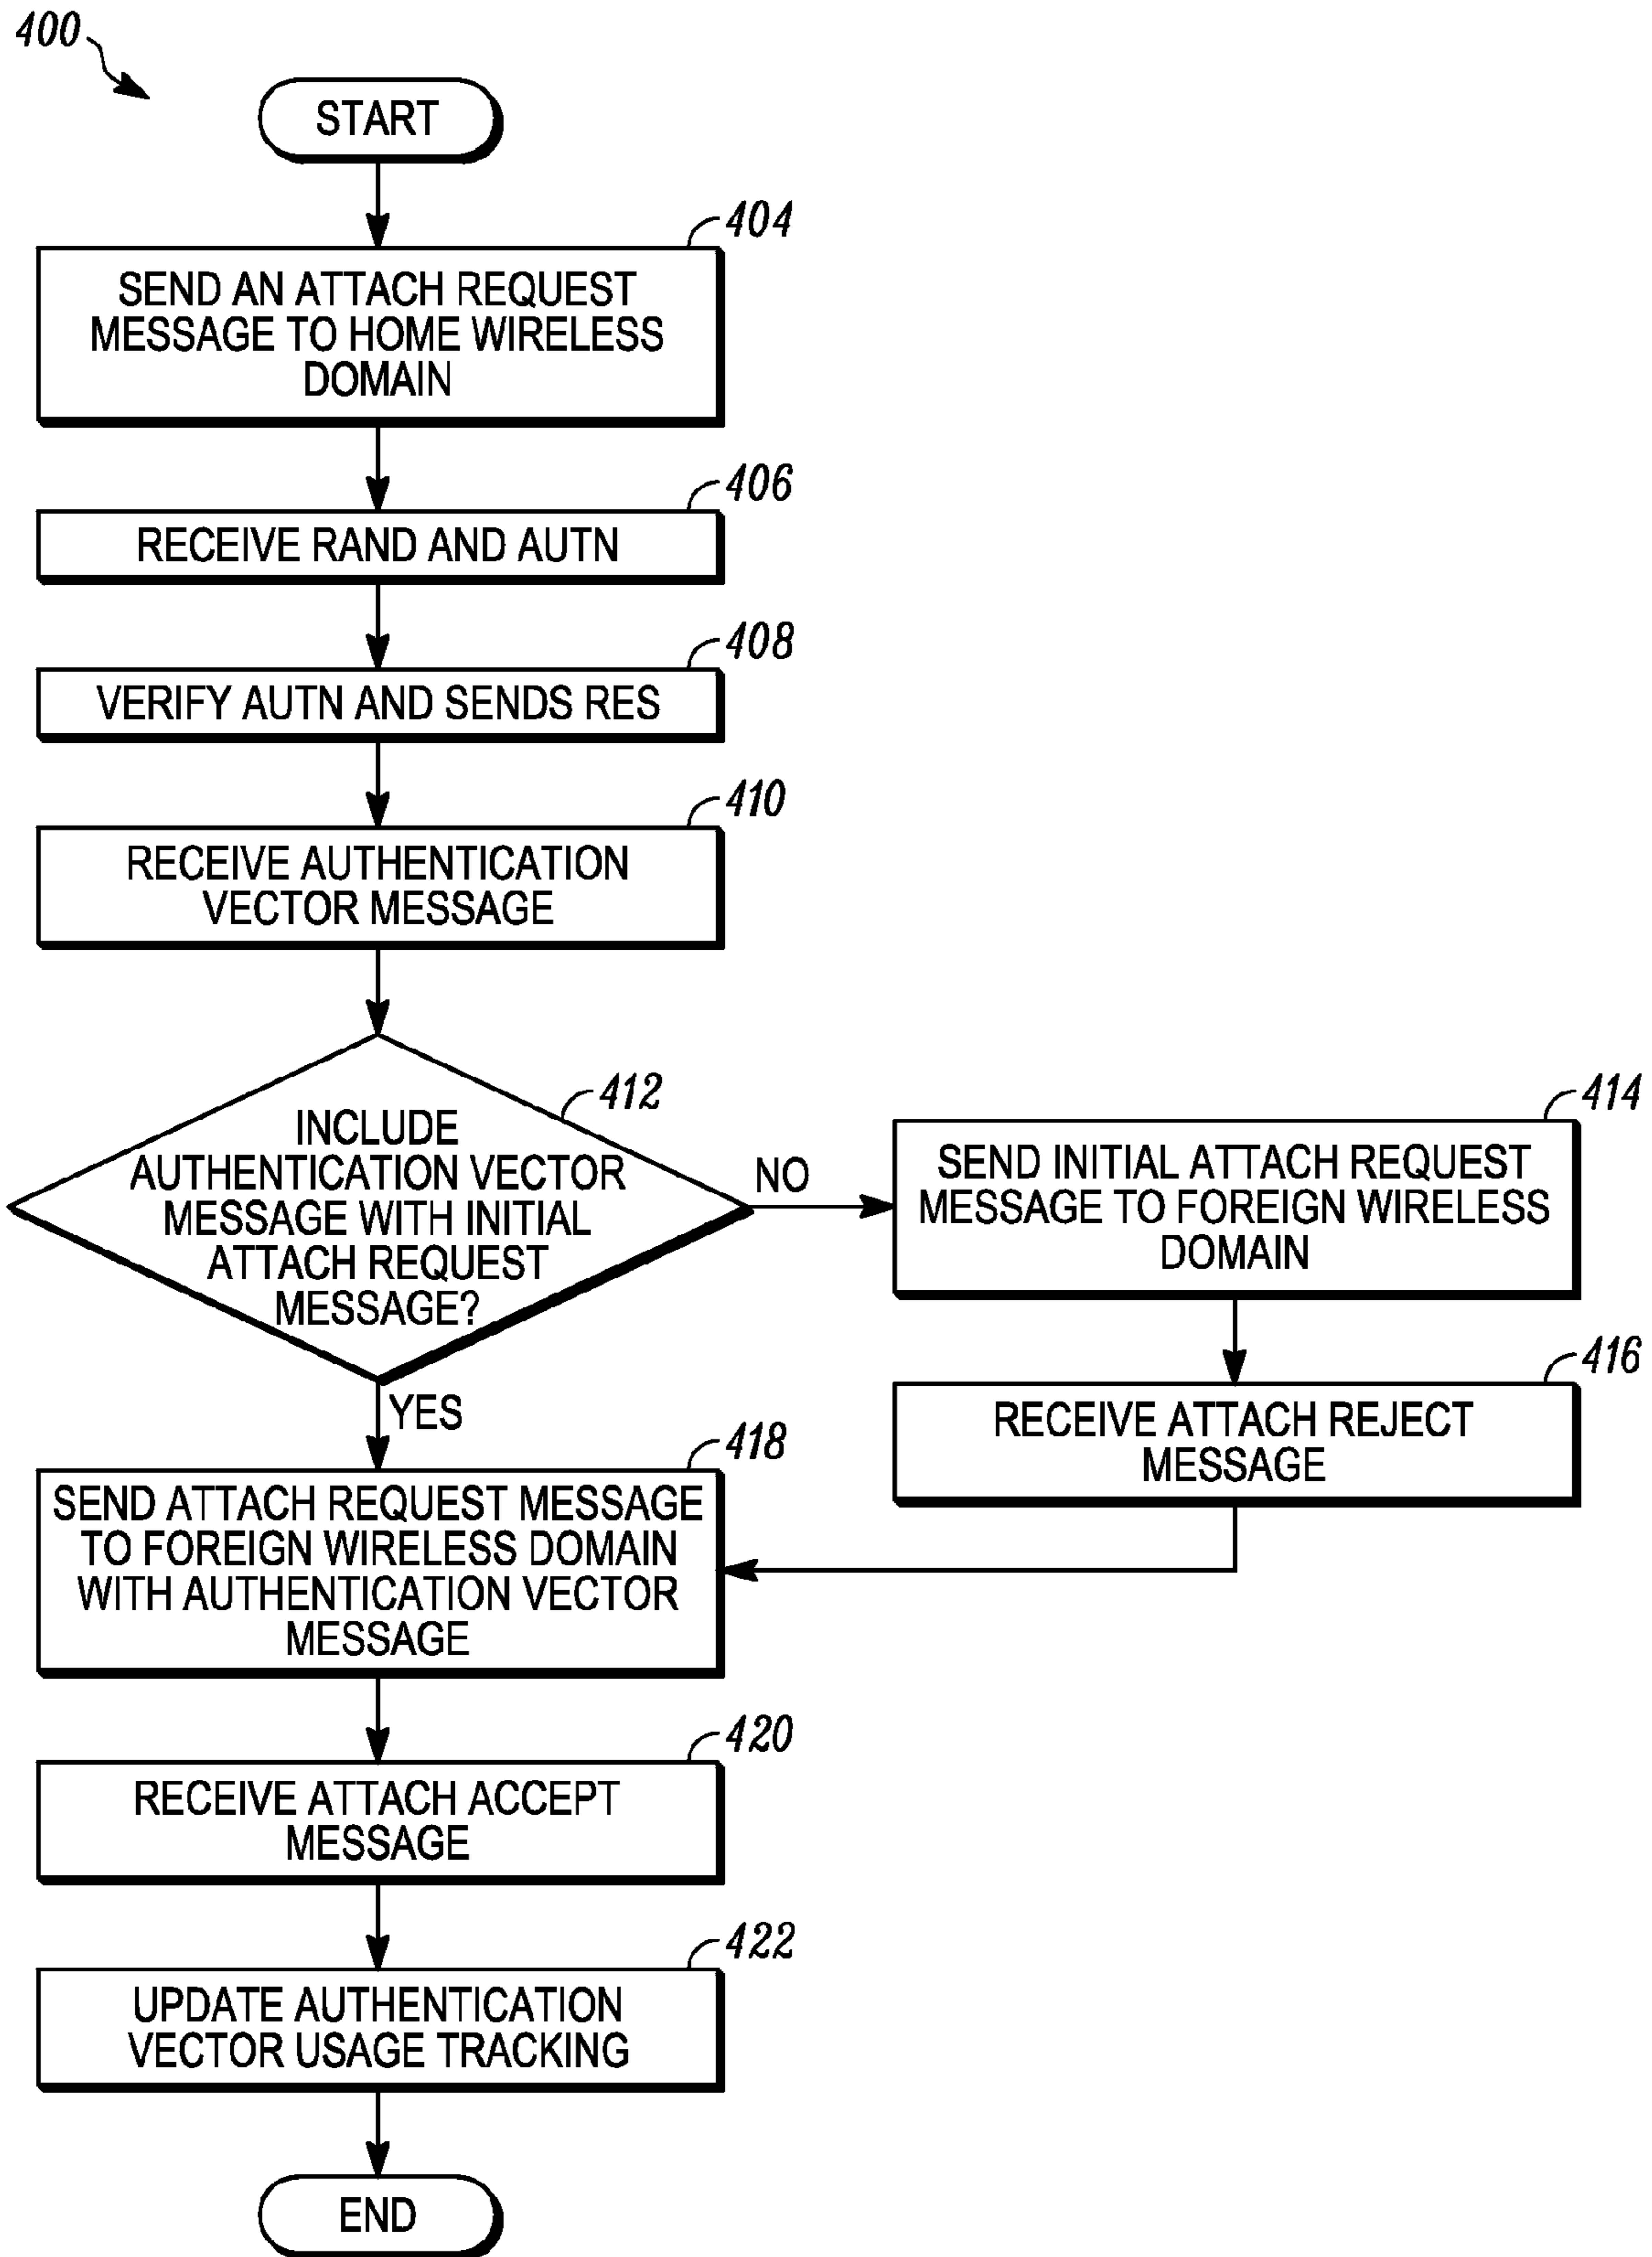 400
START
404
SEND AN ATTACH REQUEST
MESSAGE TO HOME WIRELESS
DOMAIN
406
RECEIVE RAND AND AUTN
408
VERIFY AUTN AND SENDS RES
410
RECEIVE AUTHENTICATION
VECTOR MESSAGE
412
INCLUDE
AUTHENTICATION VECTOR
MESSAGE WITH INITIAL
ATTACH REQUEST
MESSAGE?
NO
414
SEND INITIAL ATTACH REQUEST
MESSAGE TO FOREIGN WIRELESS
DOMAIN
416
RECEIVE ATTACH REJECT
MESSAGE
YES
418
SEND ATTACH REQUEST MESSAGE
TO FOREIGN WIRELESS DOMAIN
WITH AUTHENTICATION VECTOR
MESSAGE
420
RECEIVE ATTACH ACCEPT
MESSAGE
422
UPDATE AUTHENTICATION
VECTOR USAGE TRACKING
END